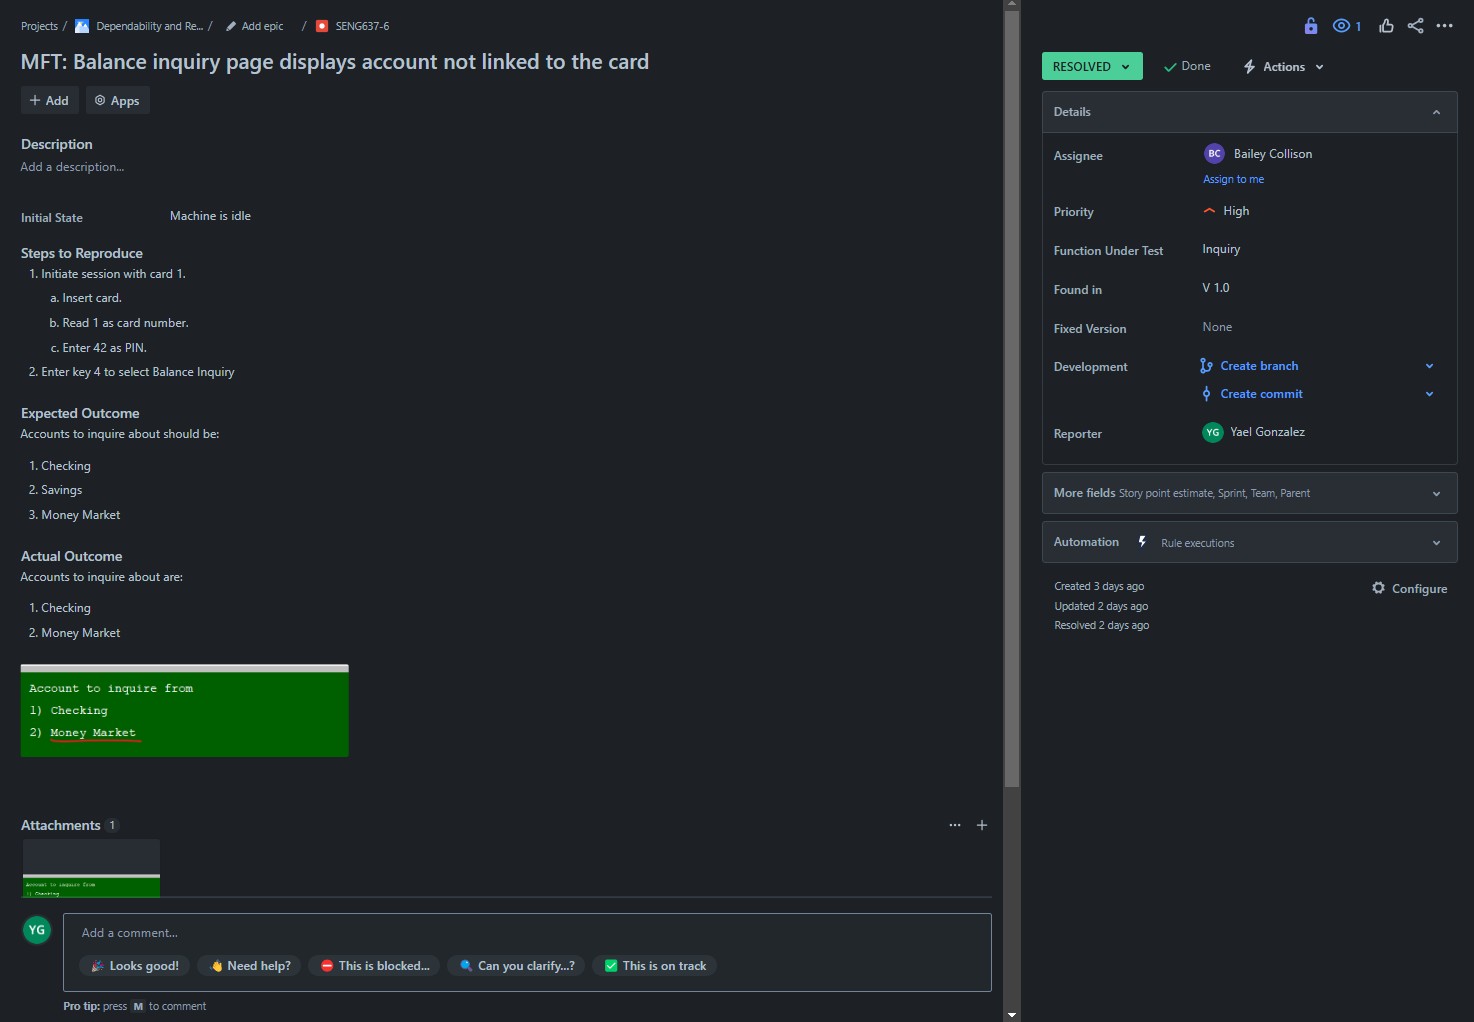 Projects / Dependability and Re... / Add epic / SENG637-6
MFT: Balance inquiry page displays account not linked to the card
Add Apps
Description
Add a description...
Initial State Machine is idle
Steps to Reproduce
1. Initiate session with card 1.
a. Insert card.
b. Read 1 as card number.
c. Enter 42 as PIN.
2. Enter key 4 to select Balance Inquiry
Expected Outcome
Accounts to inquire about should be:
1. Checking
2. Savings
3. Money Market
Actual Outcome
Accounts to inquire about are:
1. Checking
2. Money Market
Account to inquire from
1) Checking
2) Money Market
Attachments 1
Account to inquire from
1) Checking
YG
Add a comment...
Looks good! Need help? This is blocked... Can you clarify...? This is on track
Pro tip: press M to comment
1
RESOLVED Done Actions
Details
Assignee BC Bailey Collison
Assign to me
Priority High
Function Under Test Inquiry
Found in V 1.0
Fixed Version None
Development Create branch
Create commit
Reporter YG Yael Gonzalez
More fields Story point estimate, Sprint, Team, Parent
Automation Rule executions
Created 3 days ago Configure
Updated 2 days ago
Resolved 2 days ago